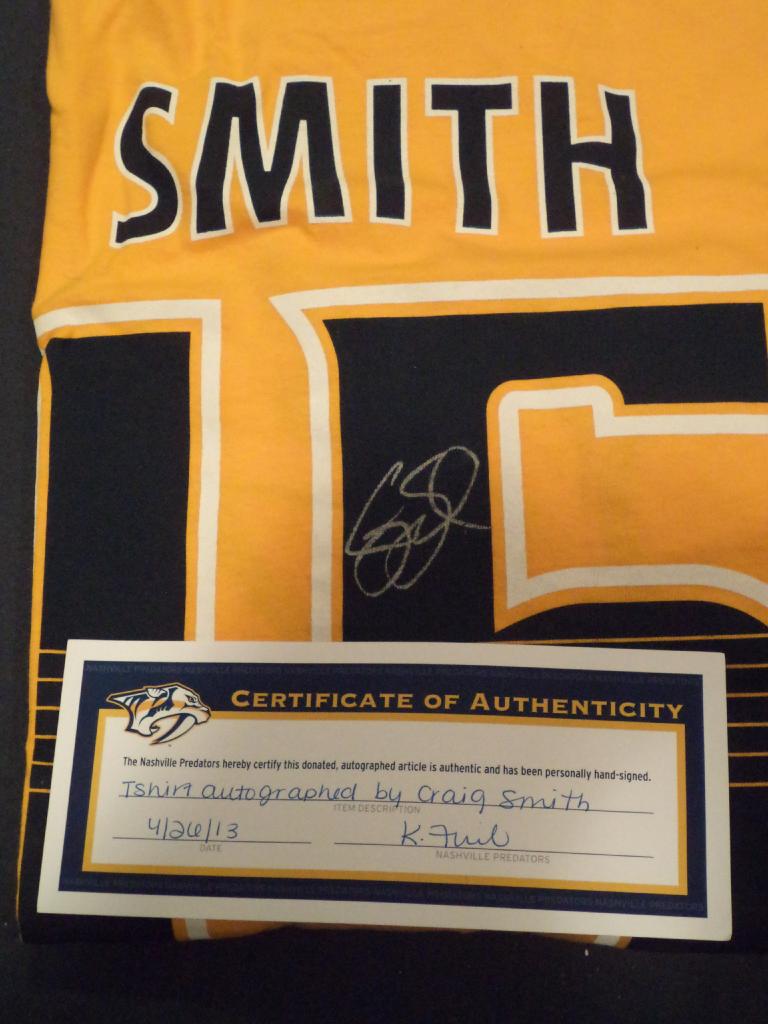 SMITH
15
CERTIFICATE OF AUTHENTICITY
The Nashville Predators hereby certify this donated, autographed article is authentic and has been personally hand-signed.
Tshirt autographed by Craig Smith
ITEM DESCRIPTION
4/26/13
DATE
NASHVILLE PREDATORS